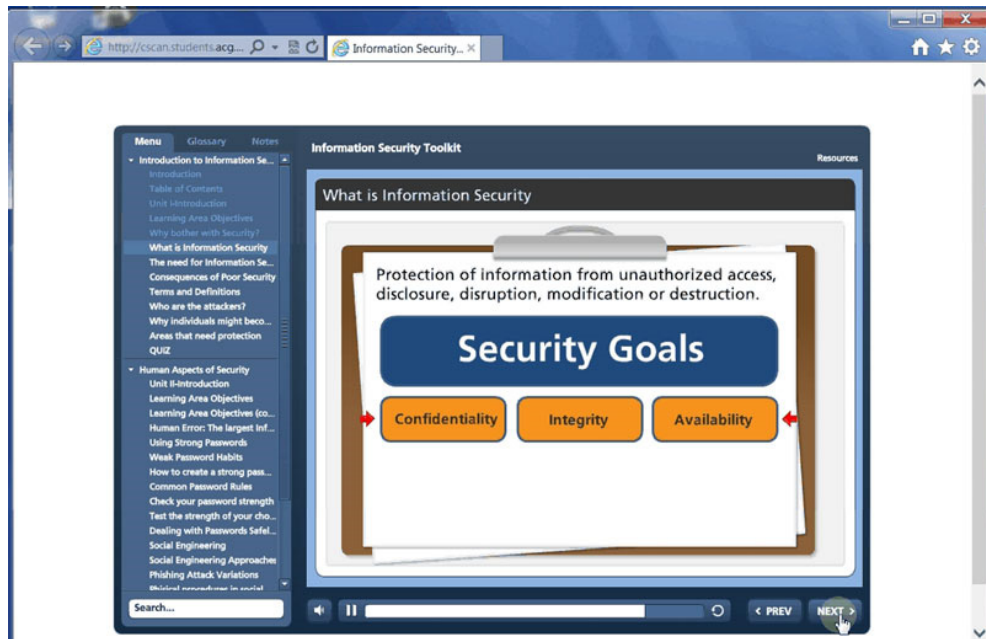 http://cscan.students.acg...
Information Security...
Menu
Glossary
Notes
Information Security Toolkit
Resources
Introduction to Information Se...
Introduction
Table of Contents
Unit I-Introduction
Learning Area Objectives
Why bother with Security?
What is Information Security
The need for Information Se...
Consequences of Poor Security
Terms and Definitions
Who are the attackers?
Why individuals might beco...
Areas that need protection
QUIZ
Human Aspects of Security
Unit II-Introduction
Learning Area Objectives
Learning Area Objectives (co...
Human Error: The largest Inf...
Using Strong Passwords
Weak Password Habits
How to create a strong pass...
Common Password Rules
Check your password strength
Test the strength of your cho...
Dealing with Passwords Safel...
Social Engineering
Social Engineering Approaches
Phishing Attack Variations
Search...
What is Information Security
Protection of information from unauthorized access,
disclosure, disruption, modification or destruction.
Security Goals
Confidentiality
Integrity
Availability
< PREV
NEXT >